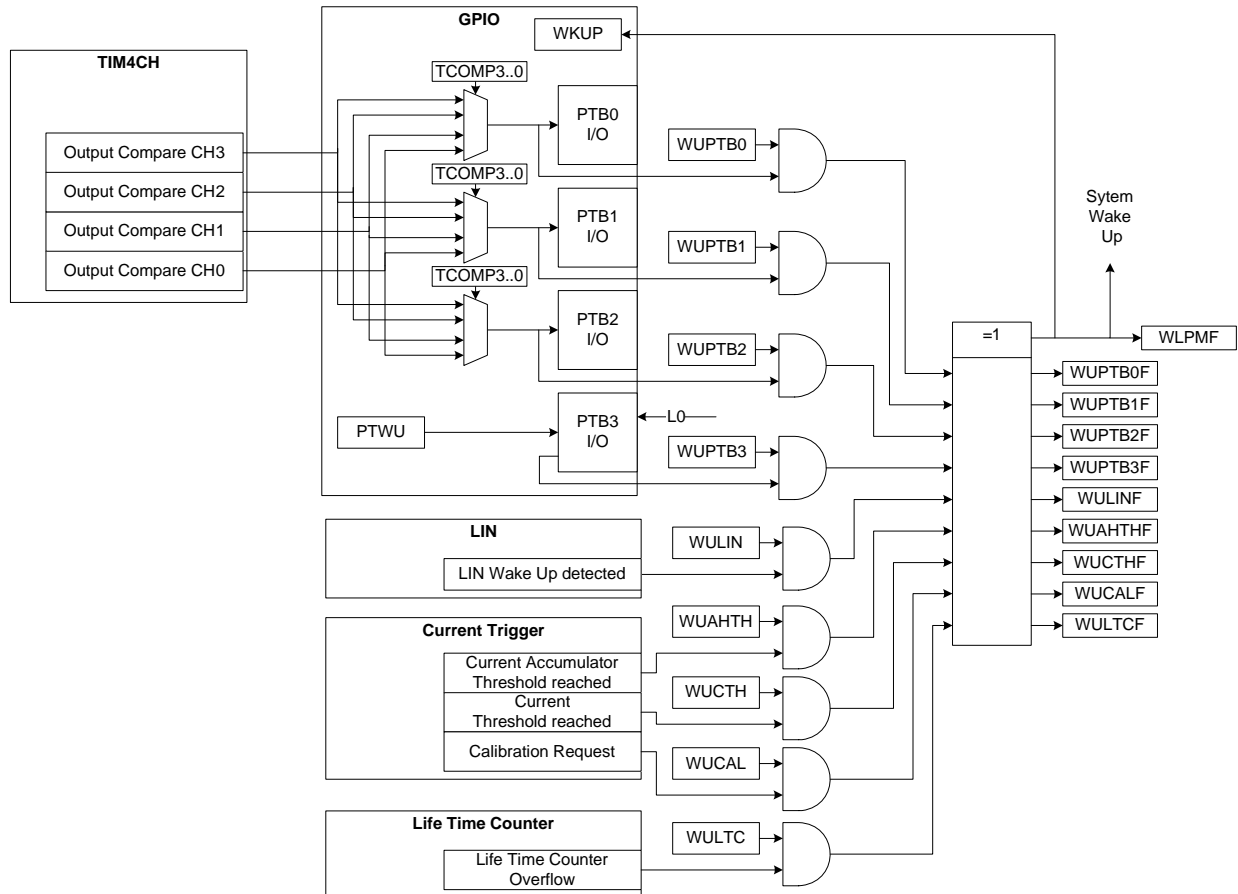 GPIO
WKUP
TIM4CH
TCOMP3..0
PTB0
I/O
Output Compare CH3
Output Compare CH2
Output Compare CH1
Output Compare CH0
TCOMP3..0
PTB1
I/O
TCOMP3..0
PTB2
I/O
PTWU
PTB3
I/O
L0
WUPTB0
WUPTB1
WUPTB2
WUPTB3
Sytem
Wake
Up
=1
WLPMF
WUPTB0F
WUPTB1F
WUPTB2F
WUPTB3F
WULINF
WUAHTHF
WUCTHF
WUCALF
WULTCF
LIN
LIN Wake Up detected
WULIN
Current Trigger
Current Accumulator
Threshold reached
Current
Threshold reached
Calibration Request
WUAHTH
WUCTH
WUCAL
Life Time Counter
Life Time Counter
Overflow
WULTC